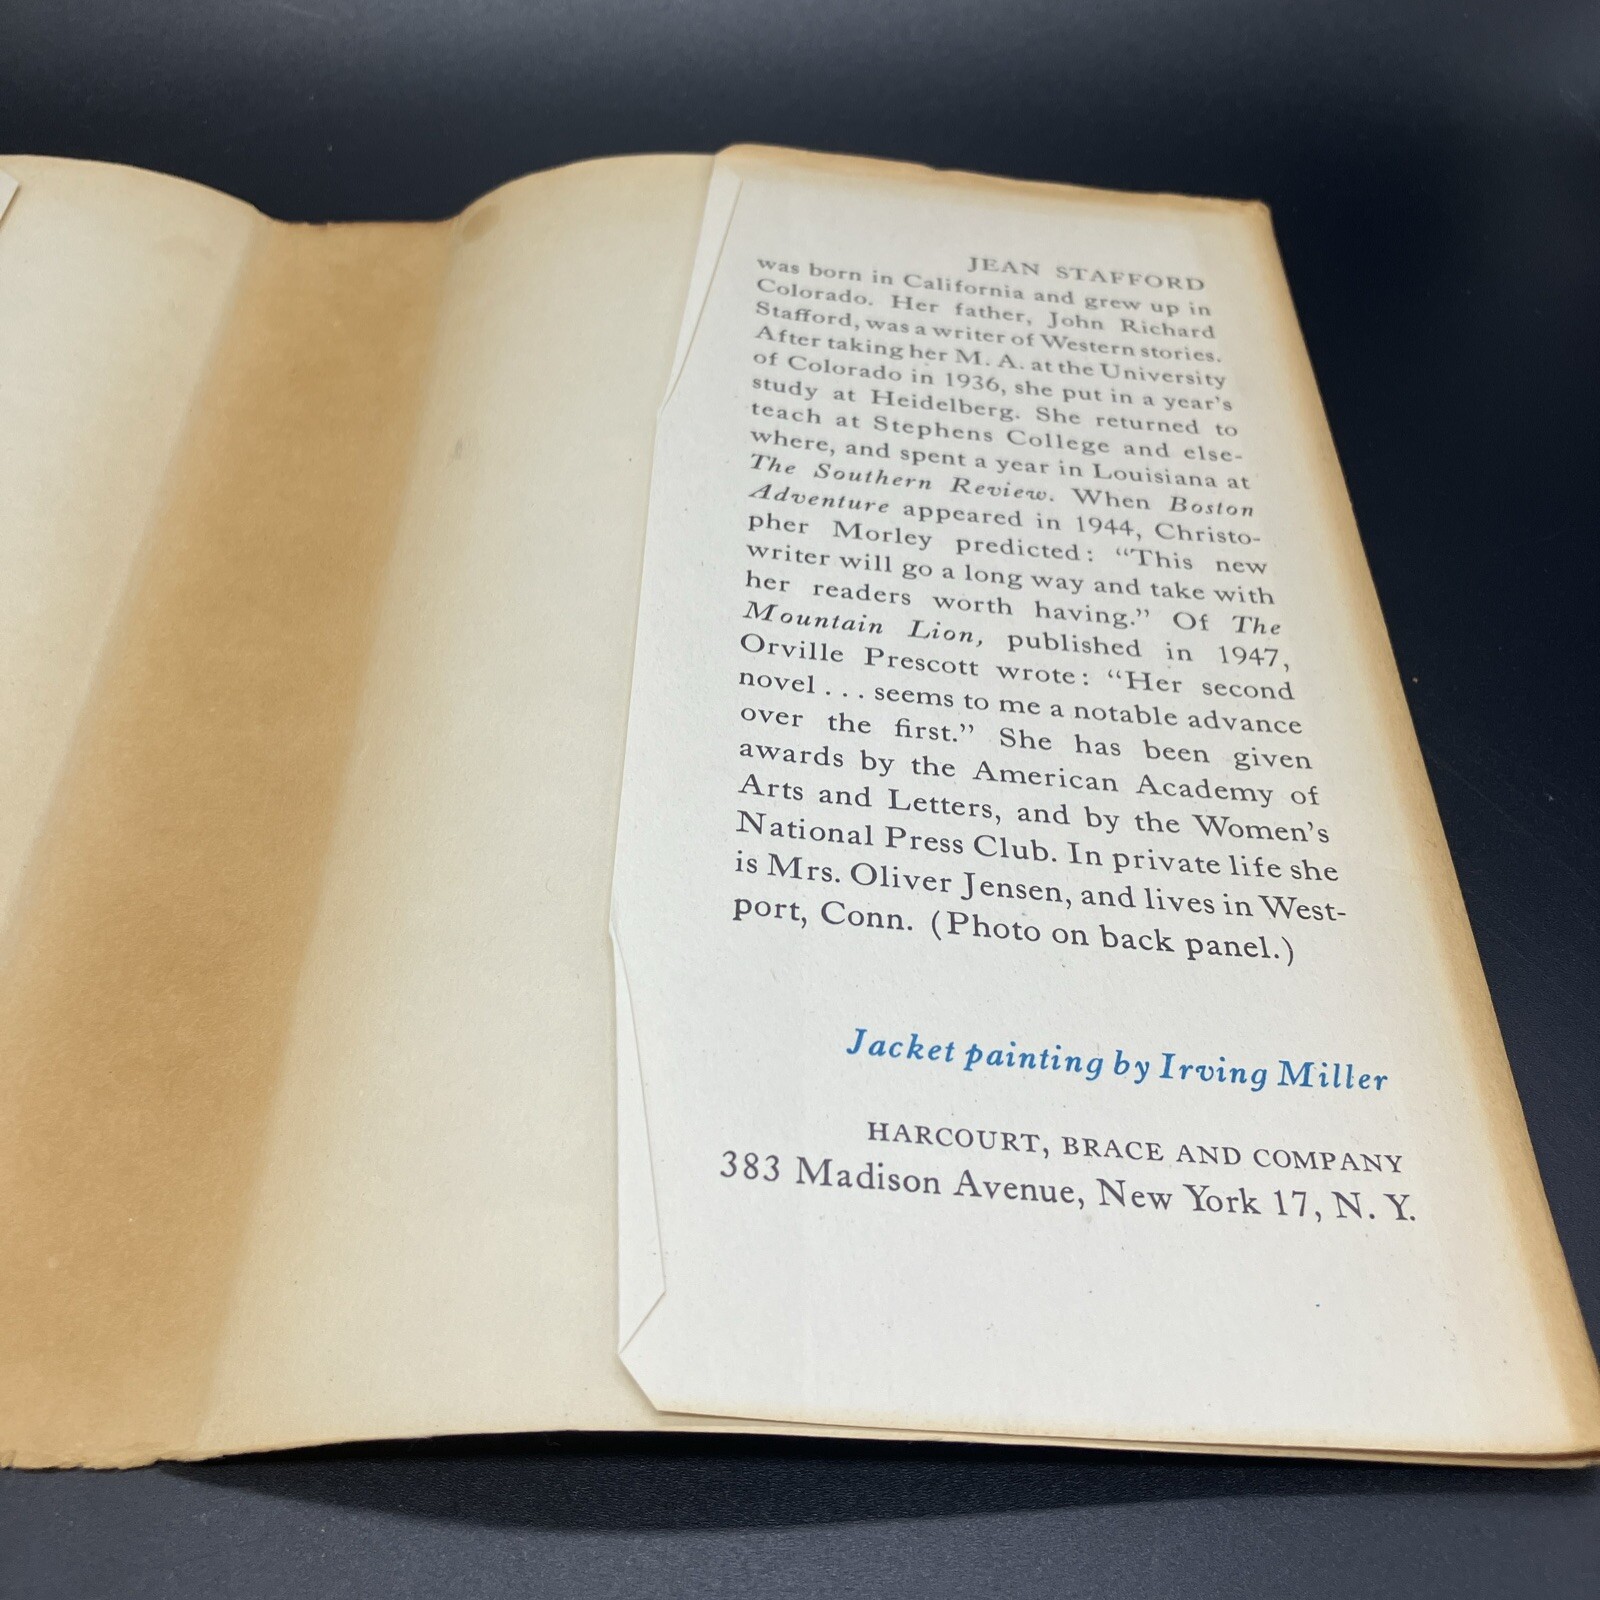 JEAN STAFFORD
was born in California and grew up in
Colorado. Her father, John Richard
Stafford, was a writer of Western stories.
After taking her M. A. at the University
of Colorado in 1936, she put in a year's
study at Heidelberg. She returned to
teach at Stephens College and else-
where, and spent a year in Louisiana at
The Southern Review. When Boston
Adventure appeared in 1944, Christo-
pher Morley predicted: “This new
writer will go a long way and take with
her readers worth having.” Of The
Mountain Lion, published in 1947,
Orville Prescott wrote: “Her second
novel . . . seems to me a notable advance
over the first.” She has been given
awards by the American Academy of
Arts and Letters, and by the Women's
National Press Club. In private life she
is Mrs. Oliver Jensen, and lives in West-
port, Conn. (Photo on back panel.)
Jacket painting by Irving Miller
HARCOURT, BRACE AND COMPANY
383 Madison Avenue, New York 17, N. Y.